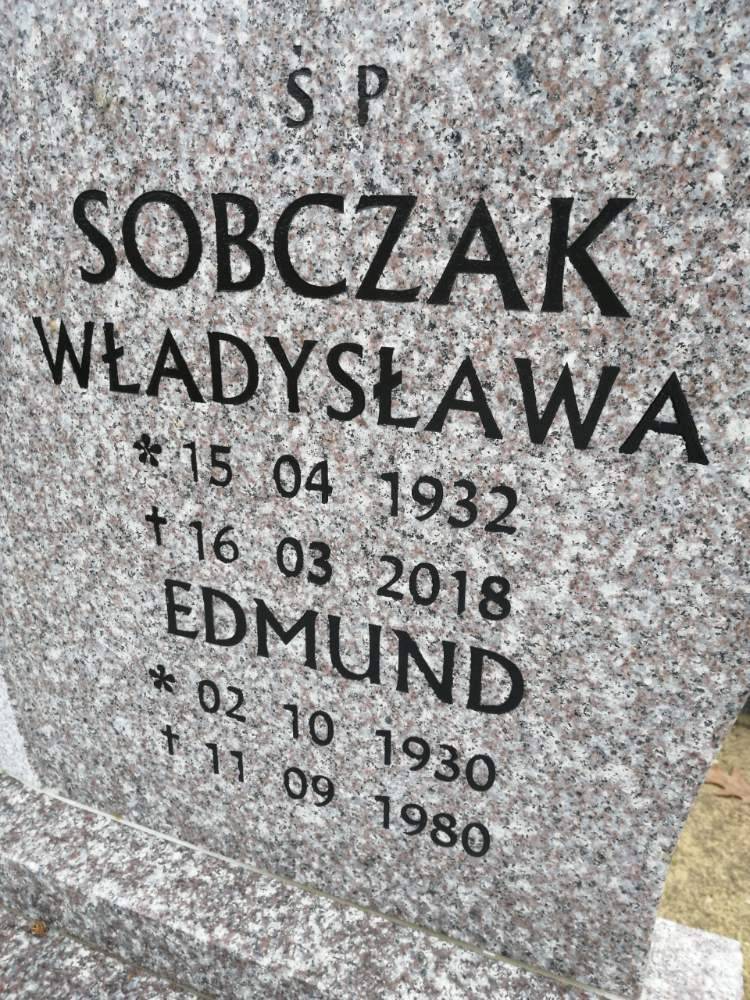 Ś P
SOBCZAK
WŁADYSŁAWA
* 15 04 1932
† 16 03 2018
EDMUND
* 02 10 1930
† 11 09 1980